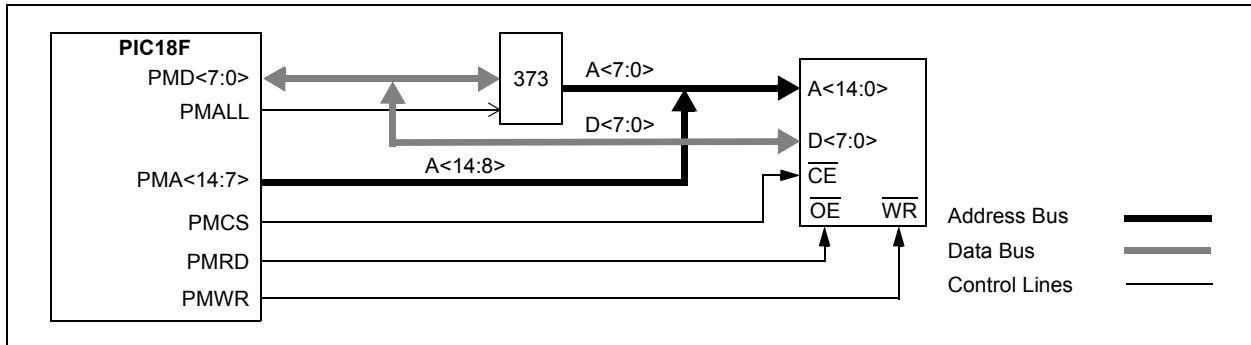 PIC18F
PMD<7:0>
PMALL
PMA<14:7>
PMCS
PMRD
PMWR
373
A<7:0>
D<7:0>
A<14:8>
A<14:0>
D<7:0>
CE
OE WR
Address Bus
Data Bus
Control Lines